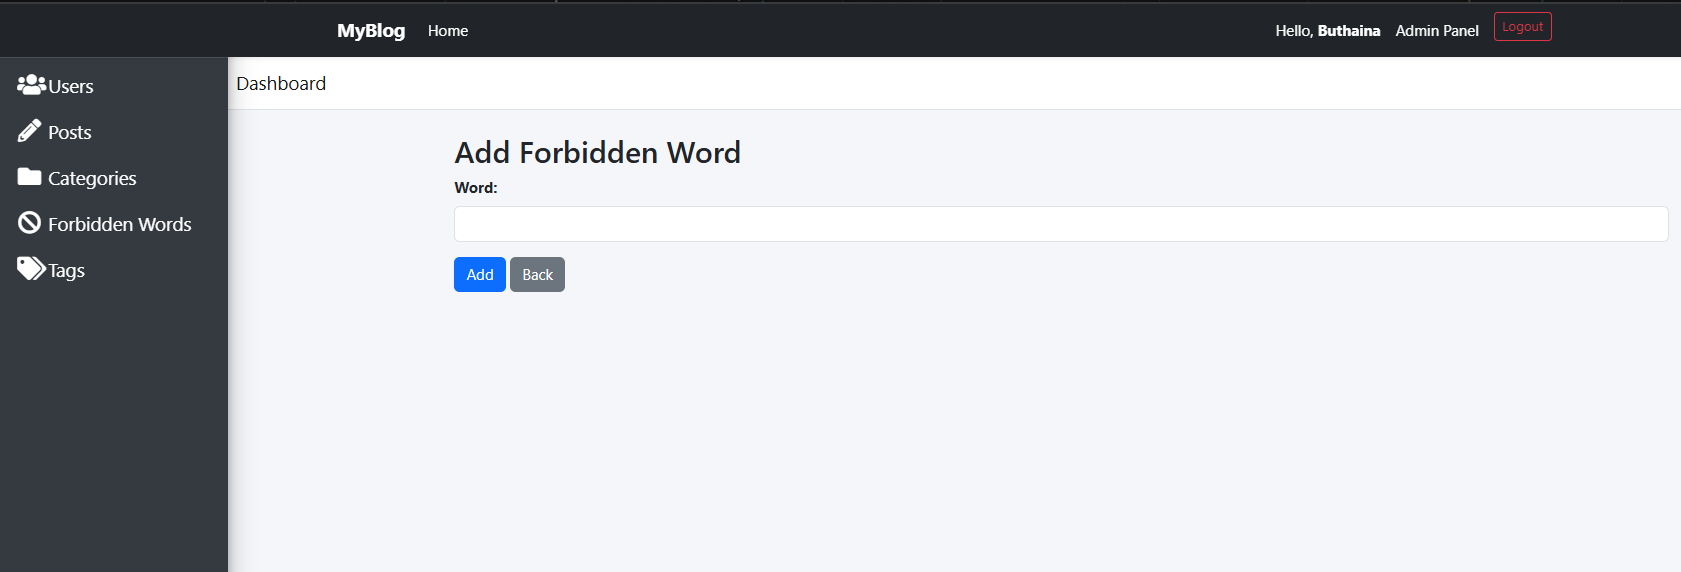 MyBlog Home Hello, Buthaina Admin Panel Logout
Users
Posts
Categories
Forbidden Words
Tags
Dashboard
Add Forbidden Word
Word:
Add Back